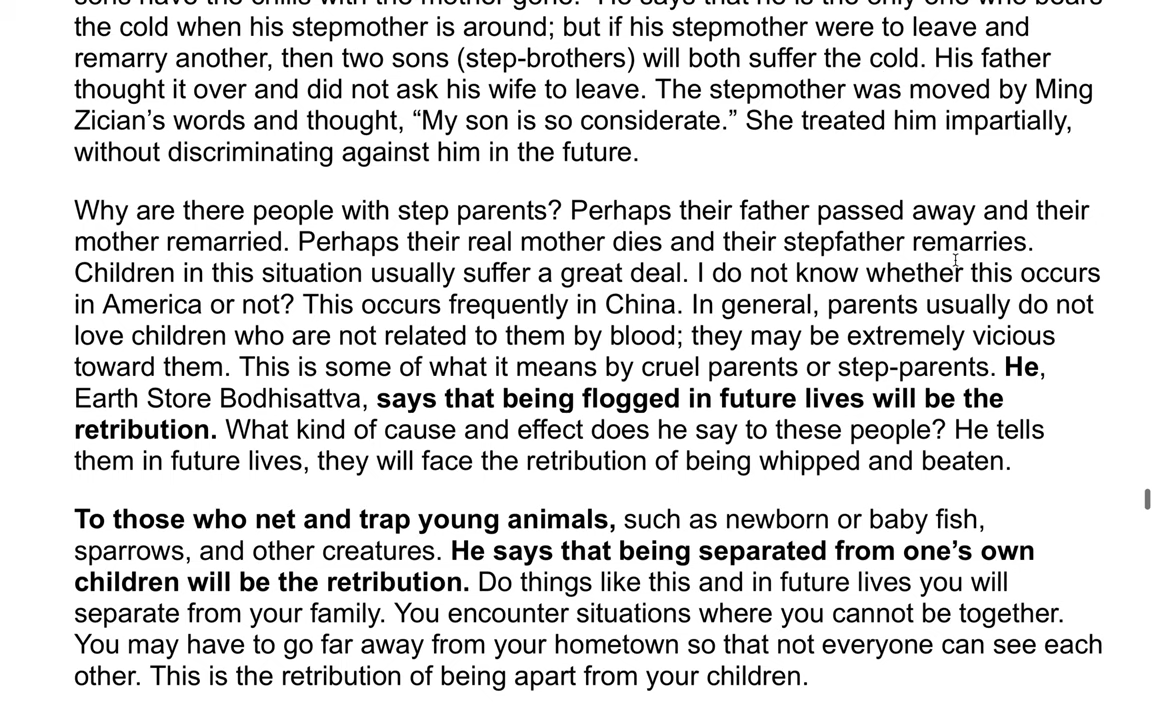 the cold when his stepmother is around; but if his stepmother were to leave and
remarry another, then two sons (step-brothers) will both suffer the cold. His father
thought it over and did not ask his wife to leave. The stepmother was moved by Ming
Zician’s words and thought, “My son is so considerate.” She treated him impartially,
without discriminating against him in the future.
Why are there people with step parents? Perhaps their father passed away and their
mother remarried. Perhaps their real mother dies and their stepfather remarries.
Children in this situation usually suffer a great deal. I do not know whether this occurs
in America or not? This occurs frequently in China. In general, parents usually do not
love children who are not related to them by blood; they may be extremely vicious
toward them. This is some of what it means by cruel parents or step-parents. He,
Earth Store Bodhisattva, says that being flogged in future lives will be the
retribution. What kind of cause and effect does he say to these people? He tells
them in future lives, they will face the retribution of being whipped and beaten.
To those who net and trap young animals, such as newborn or baby fish,
sparrows, and other creatures. He says that being separated from one’s own
children will be the retribution. Do things like this and in future lives you will
separate from your family. You encounter situations where you cannot be together.
You may have to go far away from your hometown so that not everyone can see each
other. This is the retribution of being apart from your children.